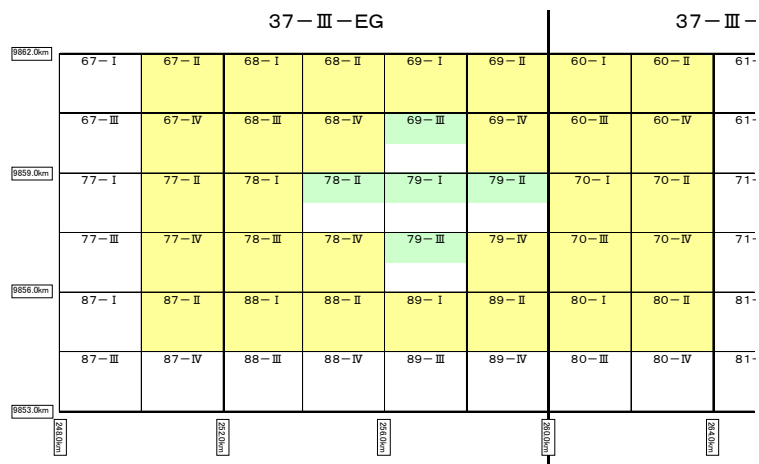 37－Ⅲ－EG 37－Ⅲ－
9862.0km
67－Ⅰ 67－Ⅱ 68－Ⅰ 68－Ⅱ 69－Ⅰ 69－Ⅱ 60－Ⅰ 60－Ⅱ 61－
67－Ⅲ 67－Ⅳ 68－Ⅲ 68－Ⅳ 69－Ⅲ 69－Ⅳ 60－Ⅲ 60－Ⅳ 61－
9859.0km
77－Ⅰ 77－Ⅱ 78－Ⅰ 78－Ⅱ 79－Ⅰ 79－Ⅱ 70－Ⅰ 70－Ⅱ 71－
77－Ⅲ 77－Ⅳ 78－Ⅲ 78－Ⅳ 79－Ⅲ 79－Ⅳ 70－Ⅲ 70－Ⅳ 71－
9856.0km
87－Ⅰ 87－Ⅱ 88－Ⅰ 88－Ⅱ 89－Ⅰ 89－Ⅱ 80－Ⅰ 80－Ⅱ 81－
87－Ⅲ 87－Ⅳ 88－Ⅲ 88－Ⅳ 89－Ⅲ 89－Ⅳ 80－Ⅲ 80－Ⅳ 81－
9853.0km
248.0km 252.0km 256.0km 260.0km 264.0km